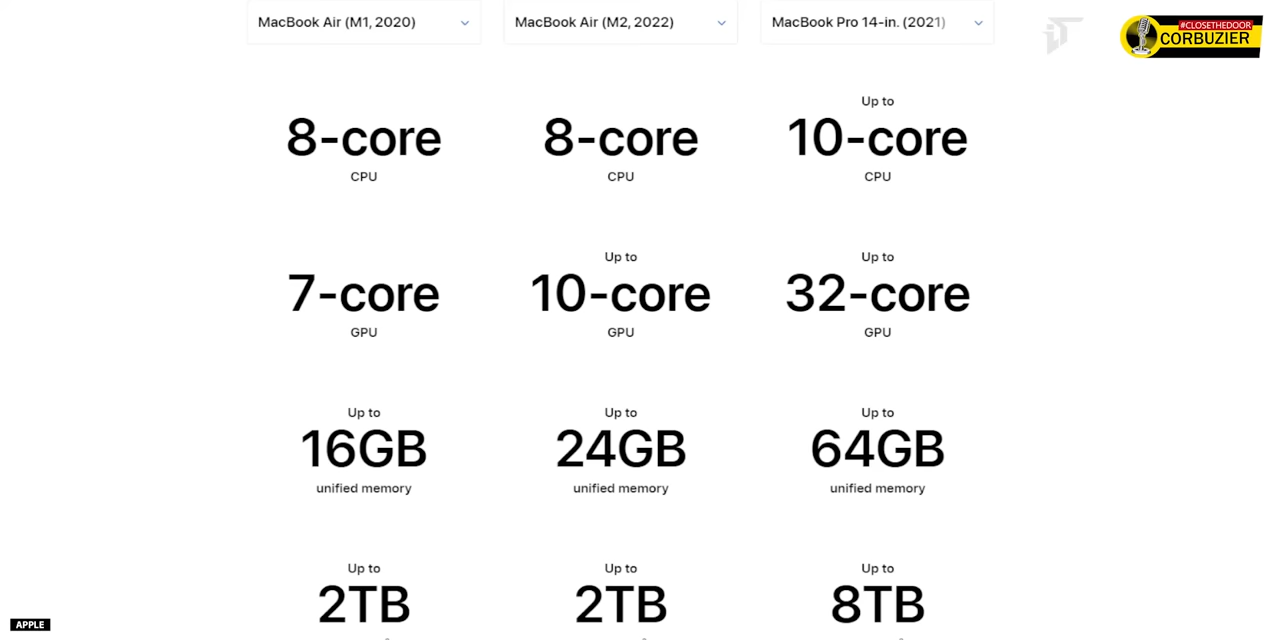 MacBook Air (M1, 2020)
MacBook Air (M2, 2022)
MacBook Pro 14-in. (2021)
#CLOSETHEDOOR
CORBUZIER
Up to
8-core
8-core
10-core
CPU
CPU
CPU
Up to
Up to
7-core
10-core
32-core
GPU
GPU
GPU
Up to
Up to
Up to
16GB
24GB
64GB
unified memory
unified memory
unified memory
Up to
Up to
Up to
2TB
2TB
8TB
APPLE